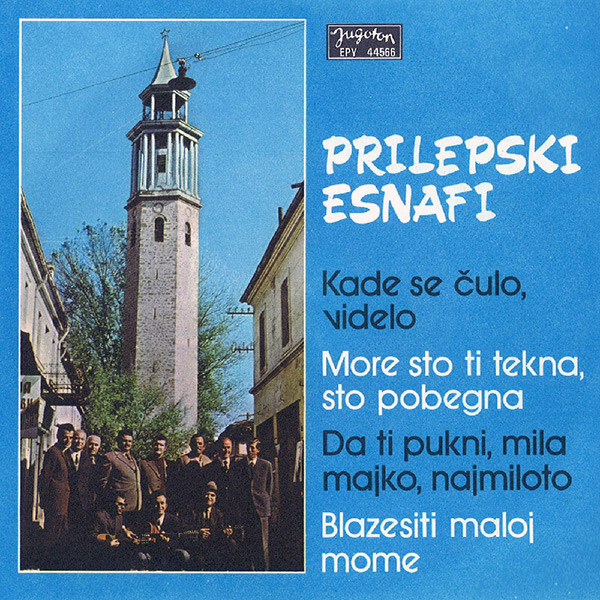 Jugoton
EPV 44566
PRILEPSKI
ESNAFI
Kade se čulo,
videlo
More sto ti tekna,
sto pobegna
Da ti pukni, mila
majko, najmiloto
Blazesiti maloj
mome